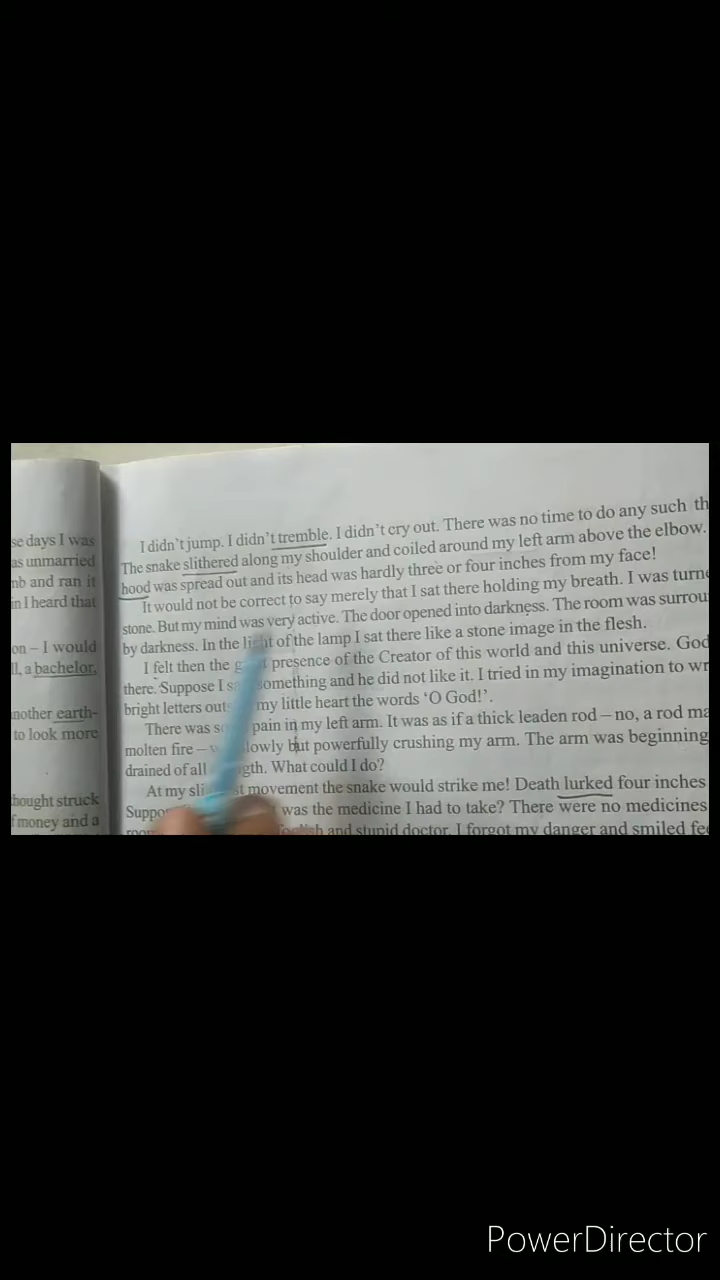 se days I was
as unmarried
mb and ran it
in I heard that
on – I would
ll, a bachelor,
nother earth-
to look more
thought struck
f money and a
I didn't jump. I didn't tremble. I didn't cry out. There was no time to do any such th
The snake slithered along my shoulder and coiled around my left arm above the elbow.
hood was spread out and its head was hardly three or four inches from my face!
It would not be correct to say merely that I sat there holding my breath. I was turne
stone. But my mind was very active. The door opened into darkness. The room was surrou
by darkness. In the light of the lamp I sat there like a stone image in the flesh.
I felt then the presence of the Creator of this world and this universe. God
there. Suppose I something and he did not like it. I tried in my imagination to wr
bright letters my little heart the words 'O God!'.
There was pain in my left arm. It was as if a thick leaden rod – no, a rod ma
molten fire – but powerfully crushing my arm. The arm was beginning
drained of all What could I do?
At my movement the snake would strike me! Death lurked four inches
was the medicine I had to take? There were no medicines
and stupid doctor. I forgot my danger and smiled fe
PowerDirector